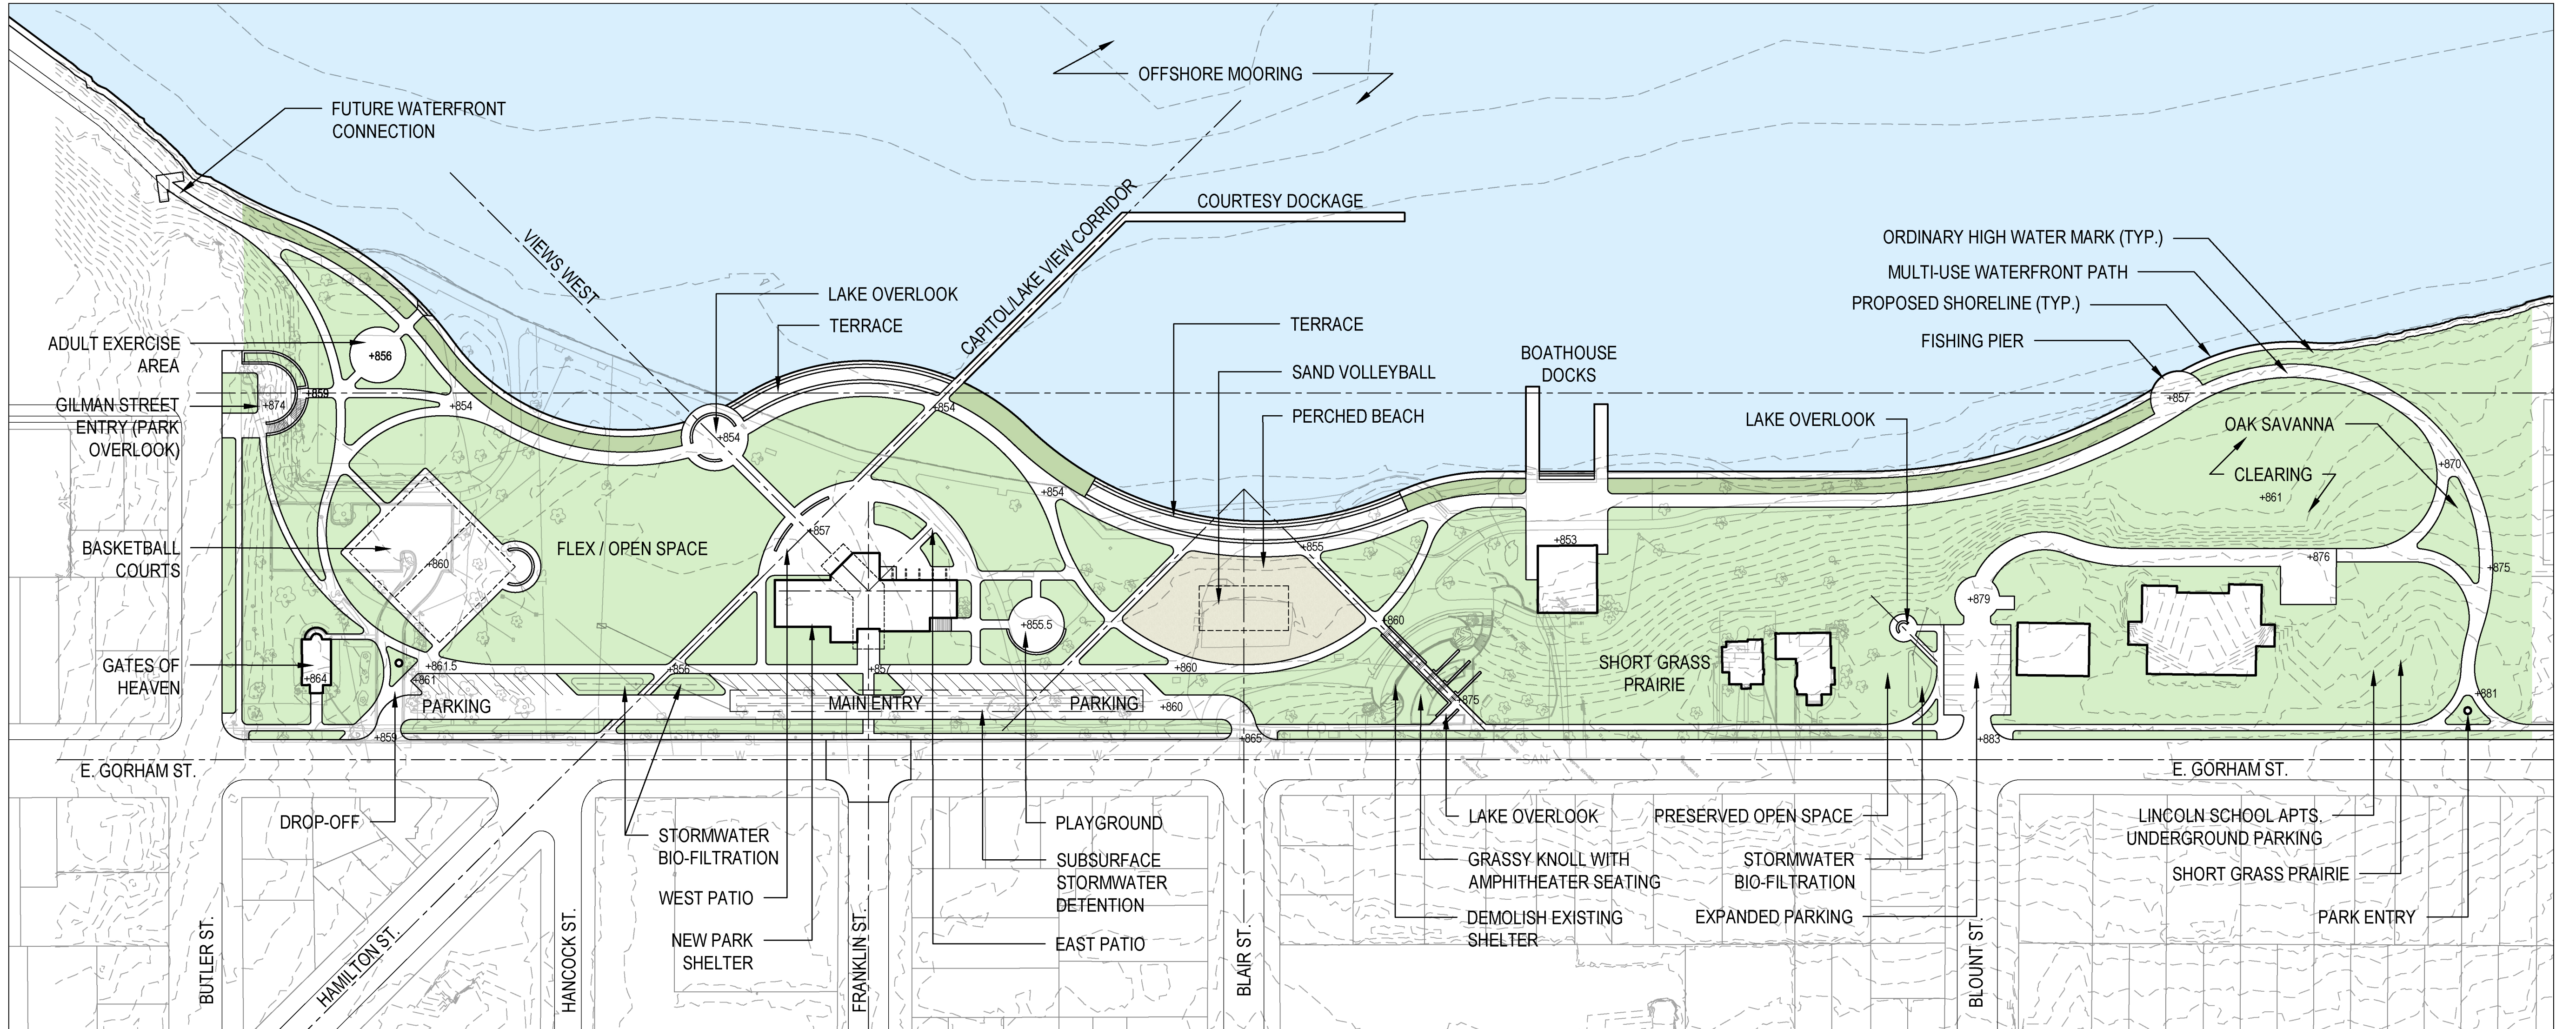 OFFSHORE MOORING
FUTURE WATERFRONT
CONNECTION
VIEWS WEST
CAPITOL/LAKE VIEW CORRIDOR
COURTESY DOCKAGE
ORDINARY HIGH WATER MARK (TYP.)
MULTI-USE WATERFRONT PATH
PROPOSED SHORELINE (TYP.)
FISHING PIER
LAKE OVERLOOK
TERRACE
TERRACE
SAND VOLLEYBALL
PERCHED BEACH
BOATHOUSE
DOCKS
LAKE OVERLOOK
OAK SAVANNA
CLEARING
+861
ADULT EXERCISE
AREA
+856
GILMAN STREET
ENTRY (PARK
OVERLOOK)
+874
+859
+854
+854
+854
+854
+857
+870
BASKETBALL
COURTS
+860
FLEX / OPEN SPACE
+857
+855
+853
+876
+875
+879
+855.5
+860
GATES OF
HEAVEN
+864
+861.5
+861
+856
+857
+860
SHORT GRASS
PRAIRIE
PARKING
MAIN ENTRY
PARKING
+860
+875
+881
+859
+865
+883
E. GORHAM ST.
E. GORHAM ST.
DROP-OFF
STORMWATER
BIO-FILTRATION
WEST PATIO
NEW PARK
SHELTER
PLAYGROUND
SUBSURFACE
STORMWATER
DETENTION
EAST PATIO
LAKE OVERLOOK
GRASSY KNOLL WITH
AMPHITHEATER SEATING
DEMOLISH EXISTING
SHELTER
PRESERVED OPEN SPACE
STORMWATER
BIO-FILTRATION
EXPANDED PARKING
LINCOLN SCHOOL APTS.
UNDERGROUND PARKING
SHORT GRASS PRAIRIE
PARK ENTRY
BUTLER ST.
HAMILTON ST.
HANCOCK ST.
FRANKLIN ST.
BLAIR ST.
BLOUNT ST.